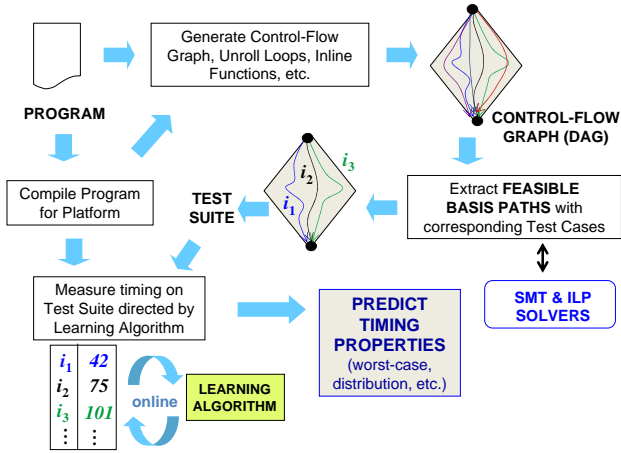 Generate Control-Flow
Graph, Unroll Loops, Inline
Functions, etc.
PROGRAM
CONTROL-FLOW
GRAPH (DAG)
Compile Program
for Platform
TEST
SUITE
i1
i2
i3
Extract FEASIBLE
BASIS PATHS with
corresponding Test Cases
SMT & ILP
SOLVERS
Measure timing on
Test Suite directed by
Learning Algorithm
PREDICT
TIMING
PROPERTIES
(worst-case,
distribution, etc.)
i1 42
i2 75
i3 101
⋮ ⋮
online
LEARNING
ALGORITHM